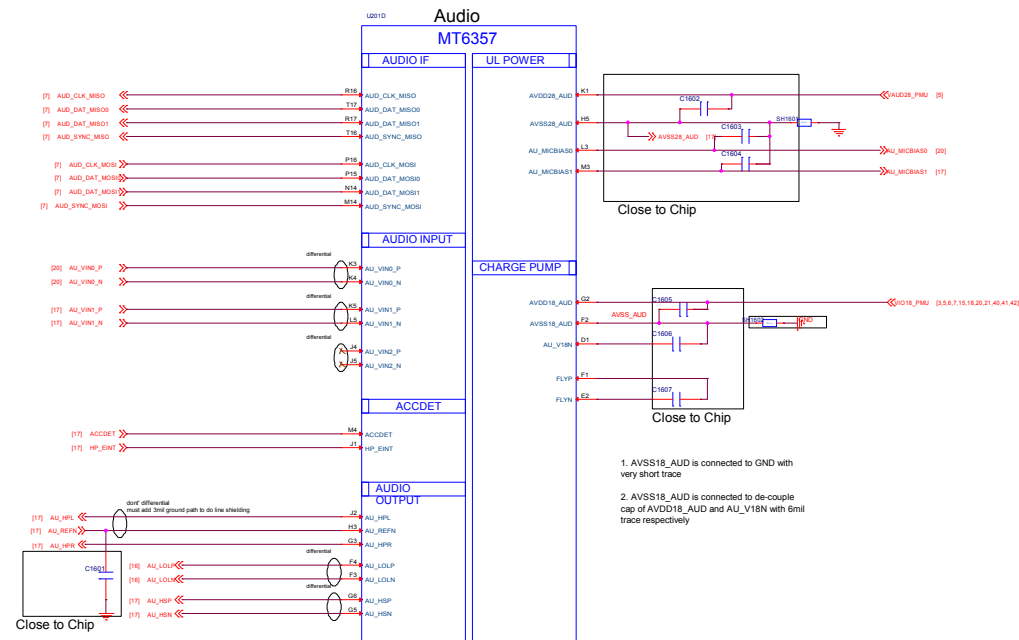 U201D
Audio
MT6357
AUDIO IF
UL POWER
[7] AUD_CLK_MISO R16 AUD_CLK_MISO
[7] AUD_DAT_MISO0 T17 AUD_DAT_MISO0
[7] AUD_DAT_MISO1 R17 AUD_DAT_MISO1
[7] AUD_SYNC_MISO T16 AUD_SYNC_MISO
[7] AUD_CLK_MOSI P16 AUD_CLK_MOSI
[7] AUD_DAT_MOSI0 P15 AUD_DAT_MOSI0
[7] AUD_DAT_MOSI1 N14 AUD_DAT_MOSI1
[7] AUD_SYNC_MOSI M14 AUD_SYNC_MOSI
AVDD28_AUD K1 VAUD28_PMU [5]
C1602
AVSS28_AUD H5 SH1601
AVSS28_AUD C1603
AU_MICBIAS0 L3 AU_MICBIAS0 [20]
C1604
AU_MICBIAS1 M3 AU_MICBIAS1 [17]
Close to Chip
AUDIO INPUT
differential
[20] AU_VIN0_P K3 AU_VIN0_P
[20] AU_VIN0_N K4 AU_VIN0_N
differential
[17] AU_VIN1_P K5 AU_VIN1_P
[17] AU_VIN1_N L5 AU_VIN1_N
differential
J4 AU_VIN2_P
J5 AU_VIN2_N
CHARGE PUMP
AVDD18_AUD G2 C1605 VIO18_PMU [3,5,6,7,15,18,20,21,40,41,42]
AVSS_AUD
AVSS18_AUD F2 SH1602 GND
C1606
AU_V18N D1
FLYP F1
C1607
FLYN E2
Close to Chip
ACCDET
[17] ACCDET M4 ACCDET
[17] HP_EINT J1 HP_EINT
1. AVSS18_AUD is connected to GND with
very short trace
2. AVSS18_AUD is connected to de-couple
cap of AVDD18_AUD and AU_V18N with 6mil
trace respectively
AUDIO
OUTPUT
dont' differential
must add 3mil ground path to do line shielding
[17] AU_HPL J2 AU_HPL
[17] AU_REFN H3 AU_REFN
[17] AU_HPR G3 AU_HPR
differential
C1601
[16] AU_LOLP F4 AU_LOLP
[16] AU_LOLN F3 AU_LOLN
differential
[17] AU_HSP G6 AU_HSP
[17] AU_HSN G5 AU_HSN
Close to Chip